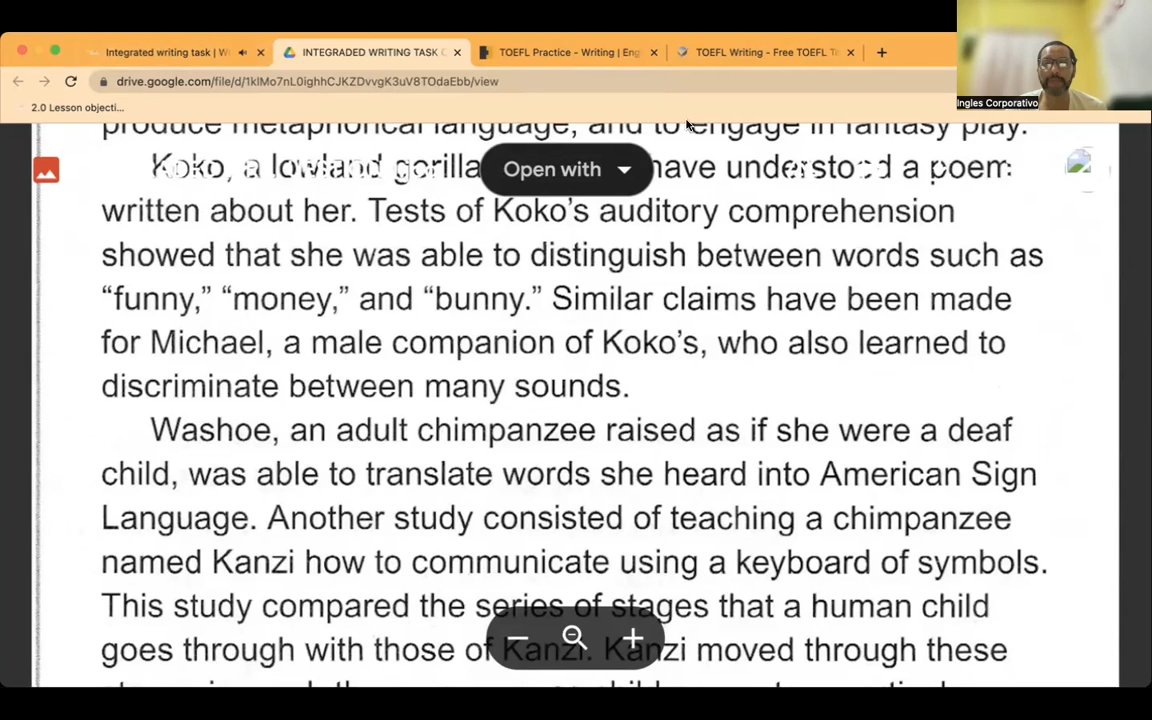 Integrated writing task | W
INTEGRADED WRITING TASK
TOEFL Practice - Writing | Eng
TOEFL Writing - Free TOEFL T
drive.google.com/file/d/1klMo7nL0ighhCJKZDvvgK3uV8TOdaEbb/view
Ingles Corporativo
2.0 Lesson objecti...
produce metaphorical language, and to engage in fantasy play.
Koko, a lowland gorilla have understood a poem
Open with
written about her. Tests of Koko's auditory comprehension
showed that she was able to distinguish between words such as
“funny,” “money,” and “bunny.” Similar claims have been made
for Michael, a male companion of Koko's, who also learned to
discriminate between many sounds.
Washoe, an adult chimpanzee raised as if she were a deaf
child, was able to translate words she heard into American Sign
Language. Another study consisted of teaching a chimpanzee
named Kanzi how to communicate using a keyboard of symbols.
This study compared the series of stages that a human child
goes through with those of Kanzi. Kanzi moved through these